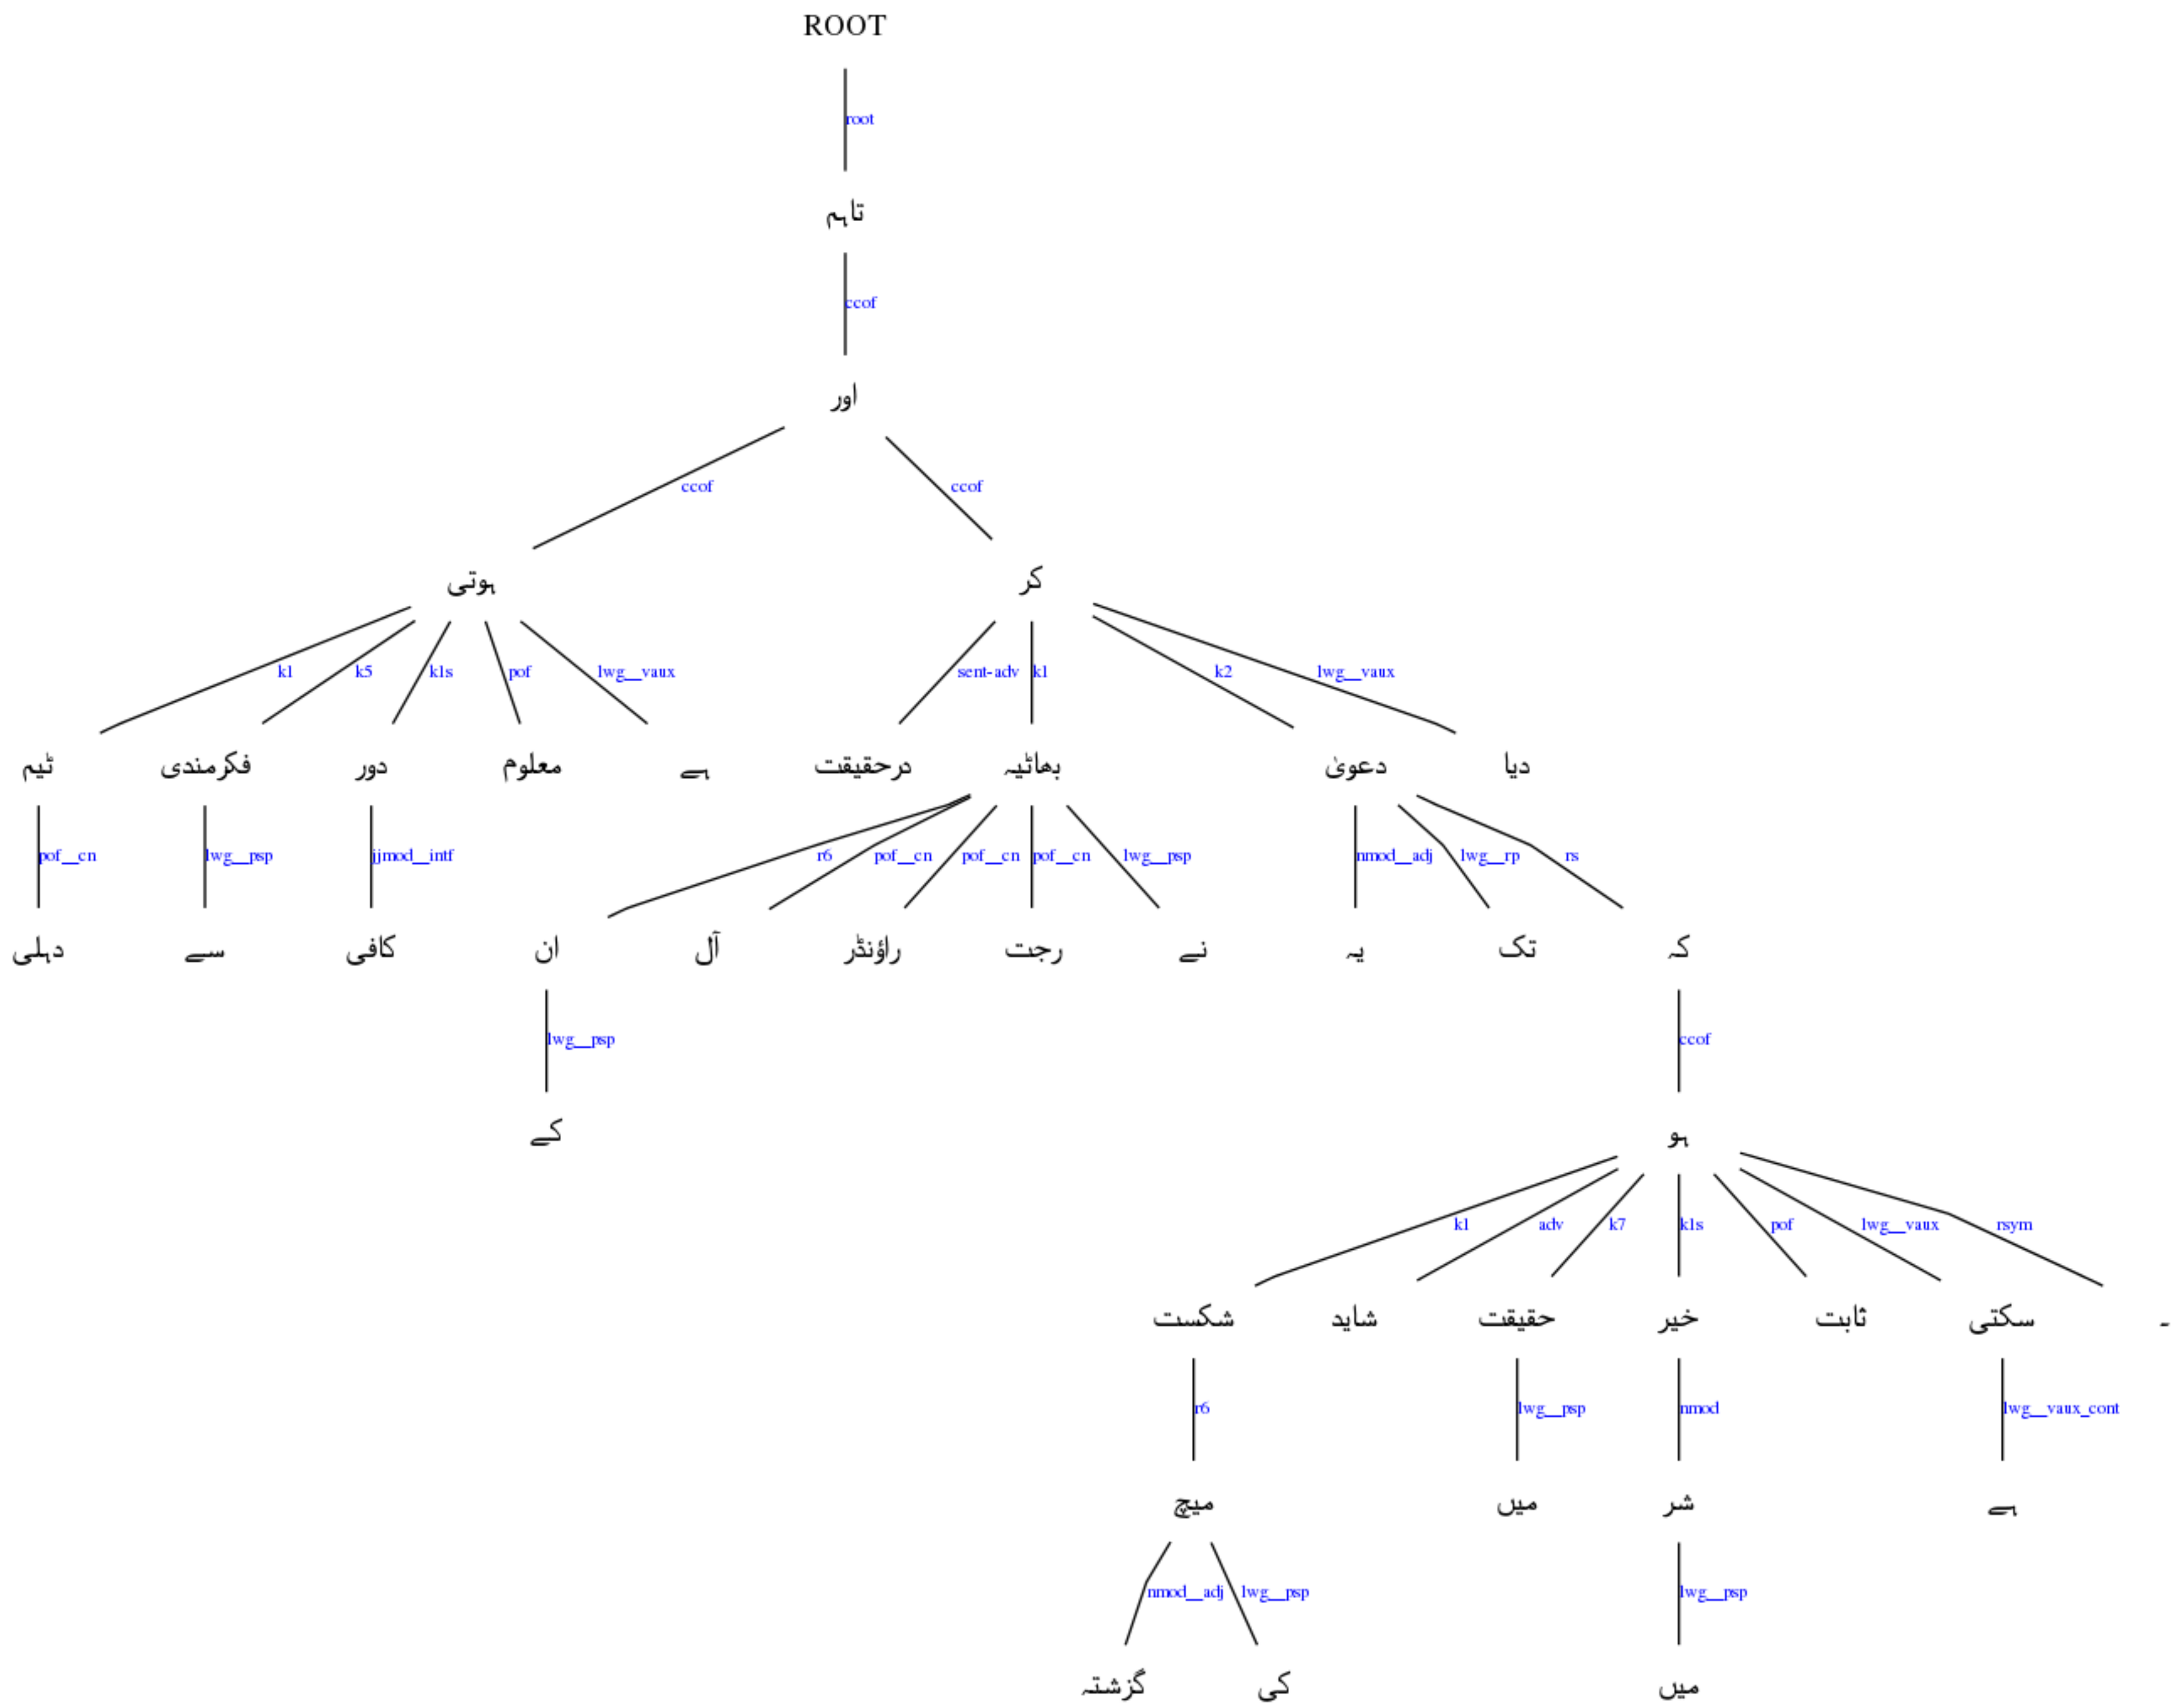 ROOT
root
تاہم
ccof
اور
ccof ccof
ہوتی کر
k1 k5 k1s pof lwg__vaux sent-adv k1 k2 lwg__vaux
ٹیم فکرمندی دور معلوم ہے درحقیقت بھاٹیہ دعویٰ دیا
pof__cn lwg__psp jjmod__intf r6 pof__cn pof__cn pof__cn lwg__psp nmod__adj lwg__rp rs
دہلی سے کافی ان آل راؤنڈر رجت نے یہ تک کہ
lwg__psp ccof
کے ہو
k1 adv k7 k1s pof lwg__vaux rsym
شکست شاید حقیقت خیر ثابت سکتی ۔
r6 lwg__psp nmod lwg__vaux_cont
میچ میں شر ہے
nmod__adj lwg__psp lwg__psp
گزشتہ کی میں